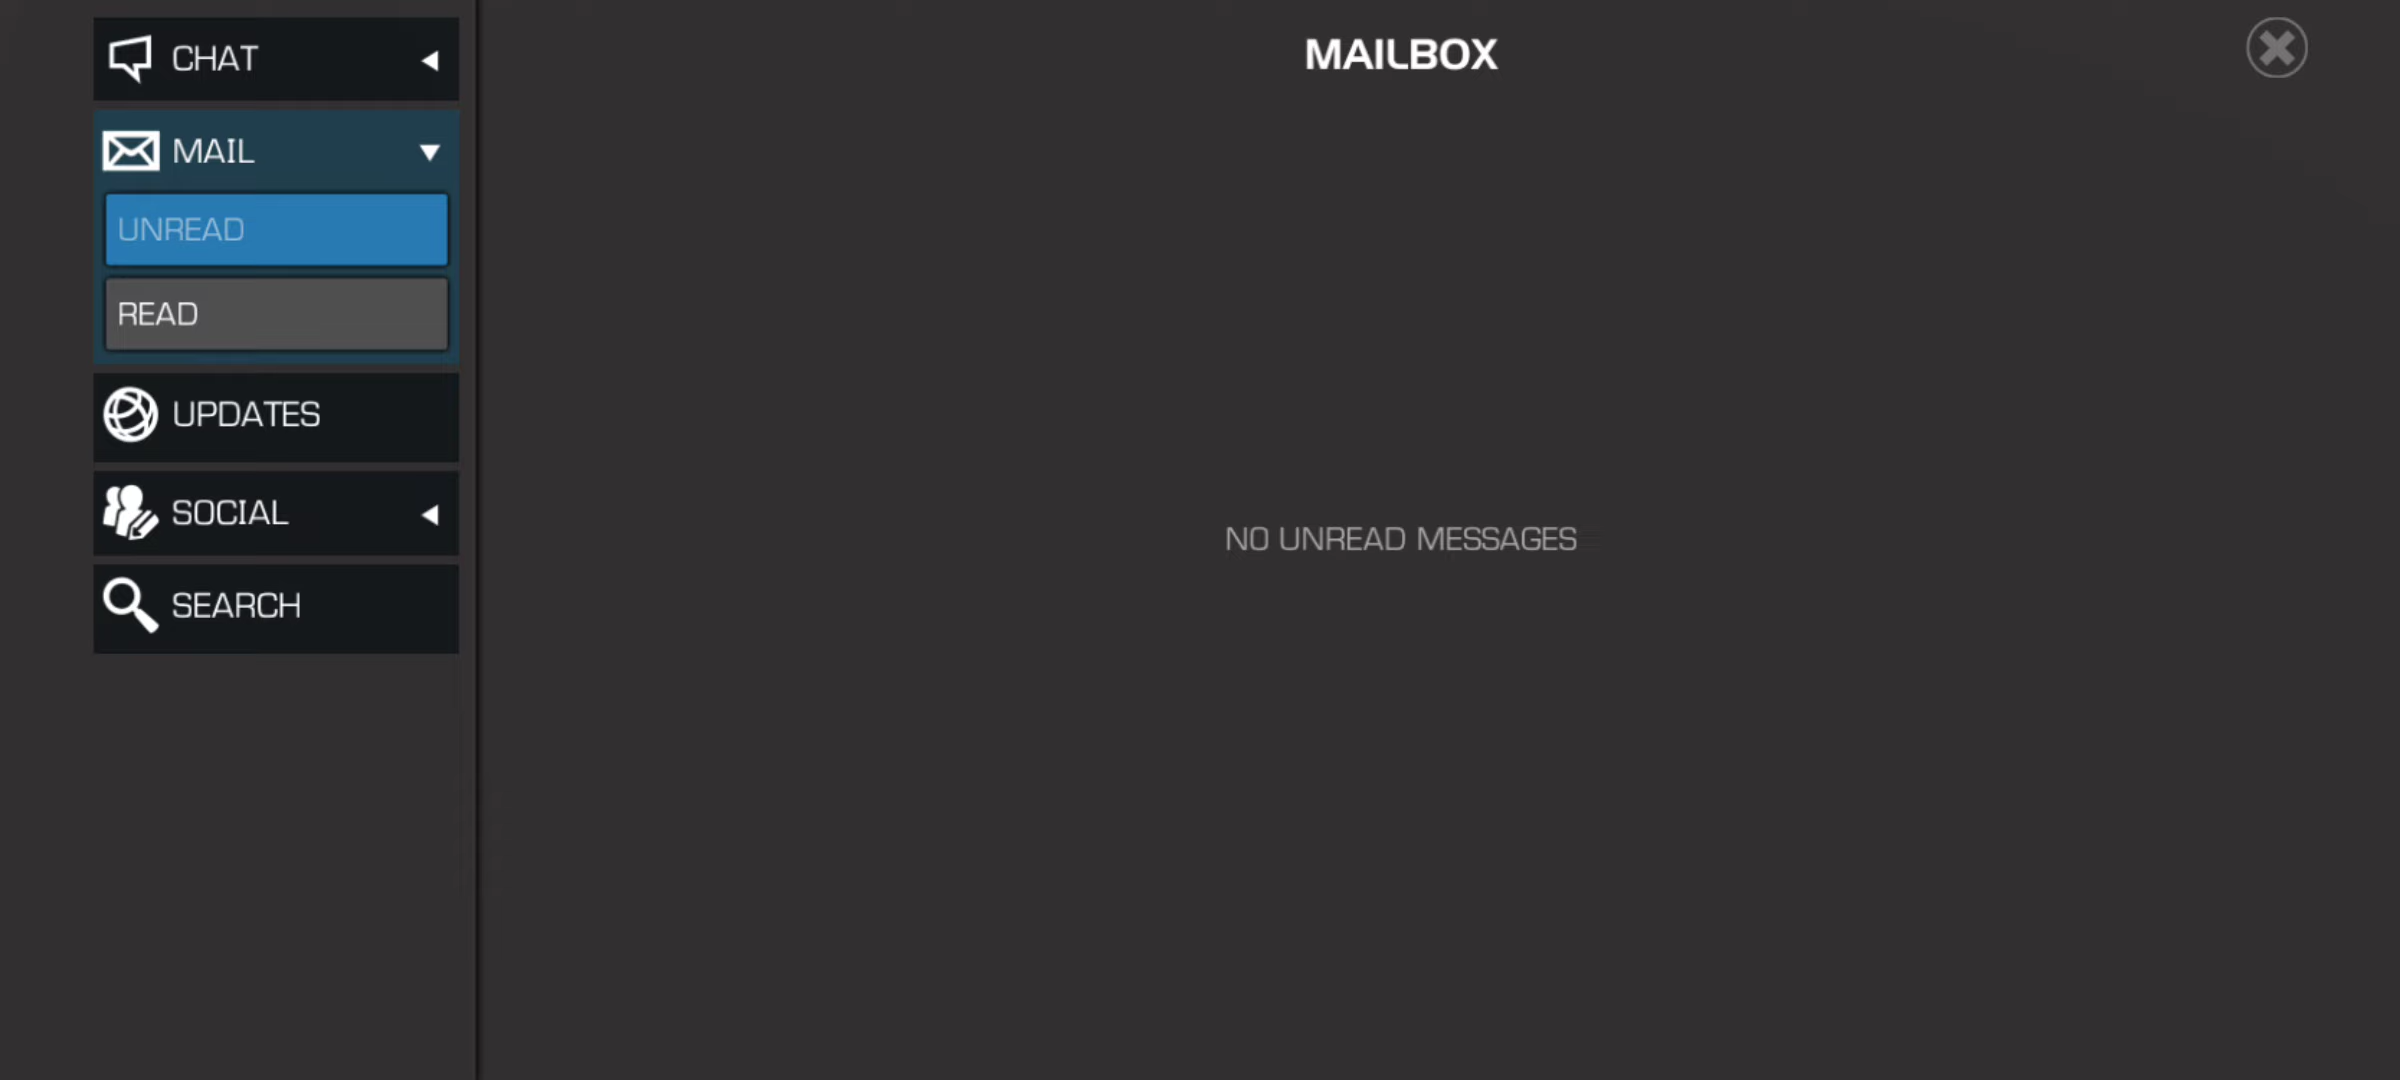 CHAT
MAIL
UNREAD
READ
UPDATES
SOCIAL
SEARCH
MAILBOX
NO UNREAD MESSAGES